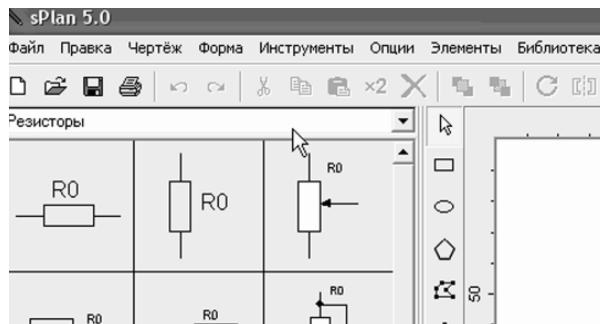 sPlan 5.0
Файл Правка Чертёж Форма Инструменты Опции Элементы Библиотека
×2
Резисторы
R0
R0
R0
R0
R0
R0
50